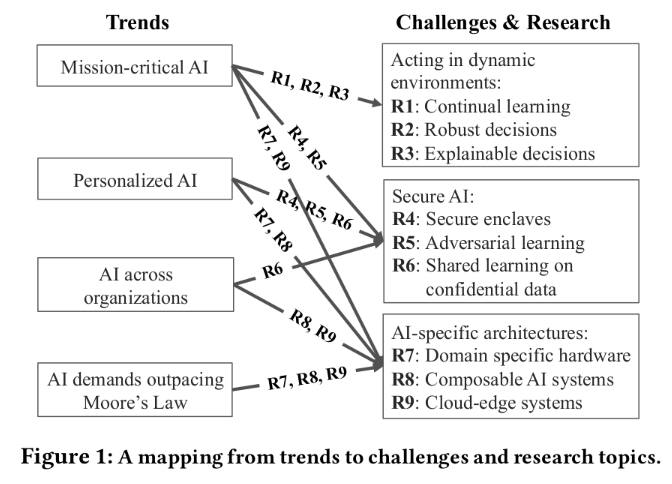 Trends
Challenges & Research
Mission-critical AI
Personalized AI
AI across
organizations
AI demands outpacing
Moore's Law
R1, R2, R3
R4, R5
R7, R9
R4, R5, R6
R7, R8
R6
R8, R9
R7, R8, R9
Acting in dynamic
environments:
R1: Continual learning
R2: Robust decisions
R3: Explainable decisions
Secure AI:
R4: Secure enclaves
R5: Adversarial learning
R6: Shared learning on
confidential data
AI-specific architectures:
R7: Domain specific hardware
R8: Composable AI systems
R9: Cloud-edge systems
Figure 1: A mapping from trends to challenges and research topics.